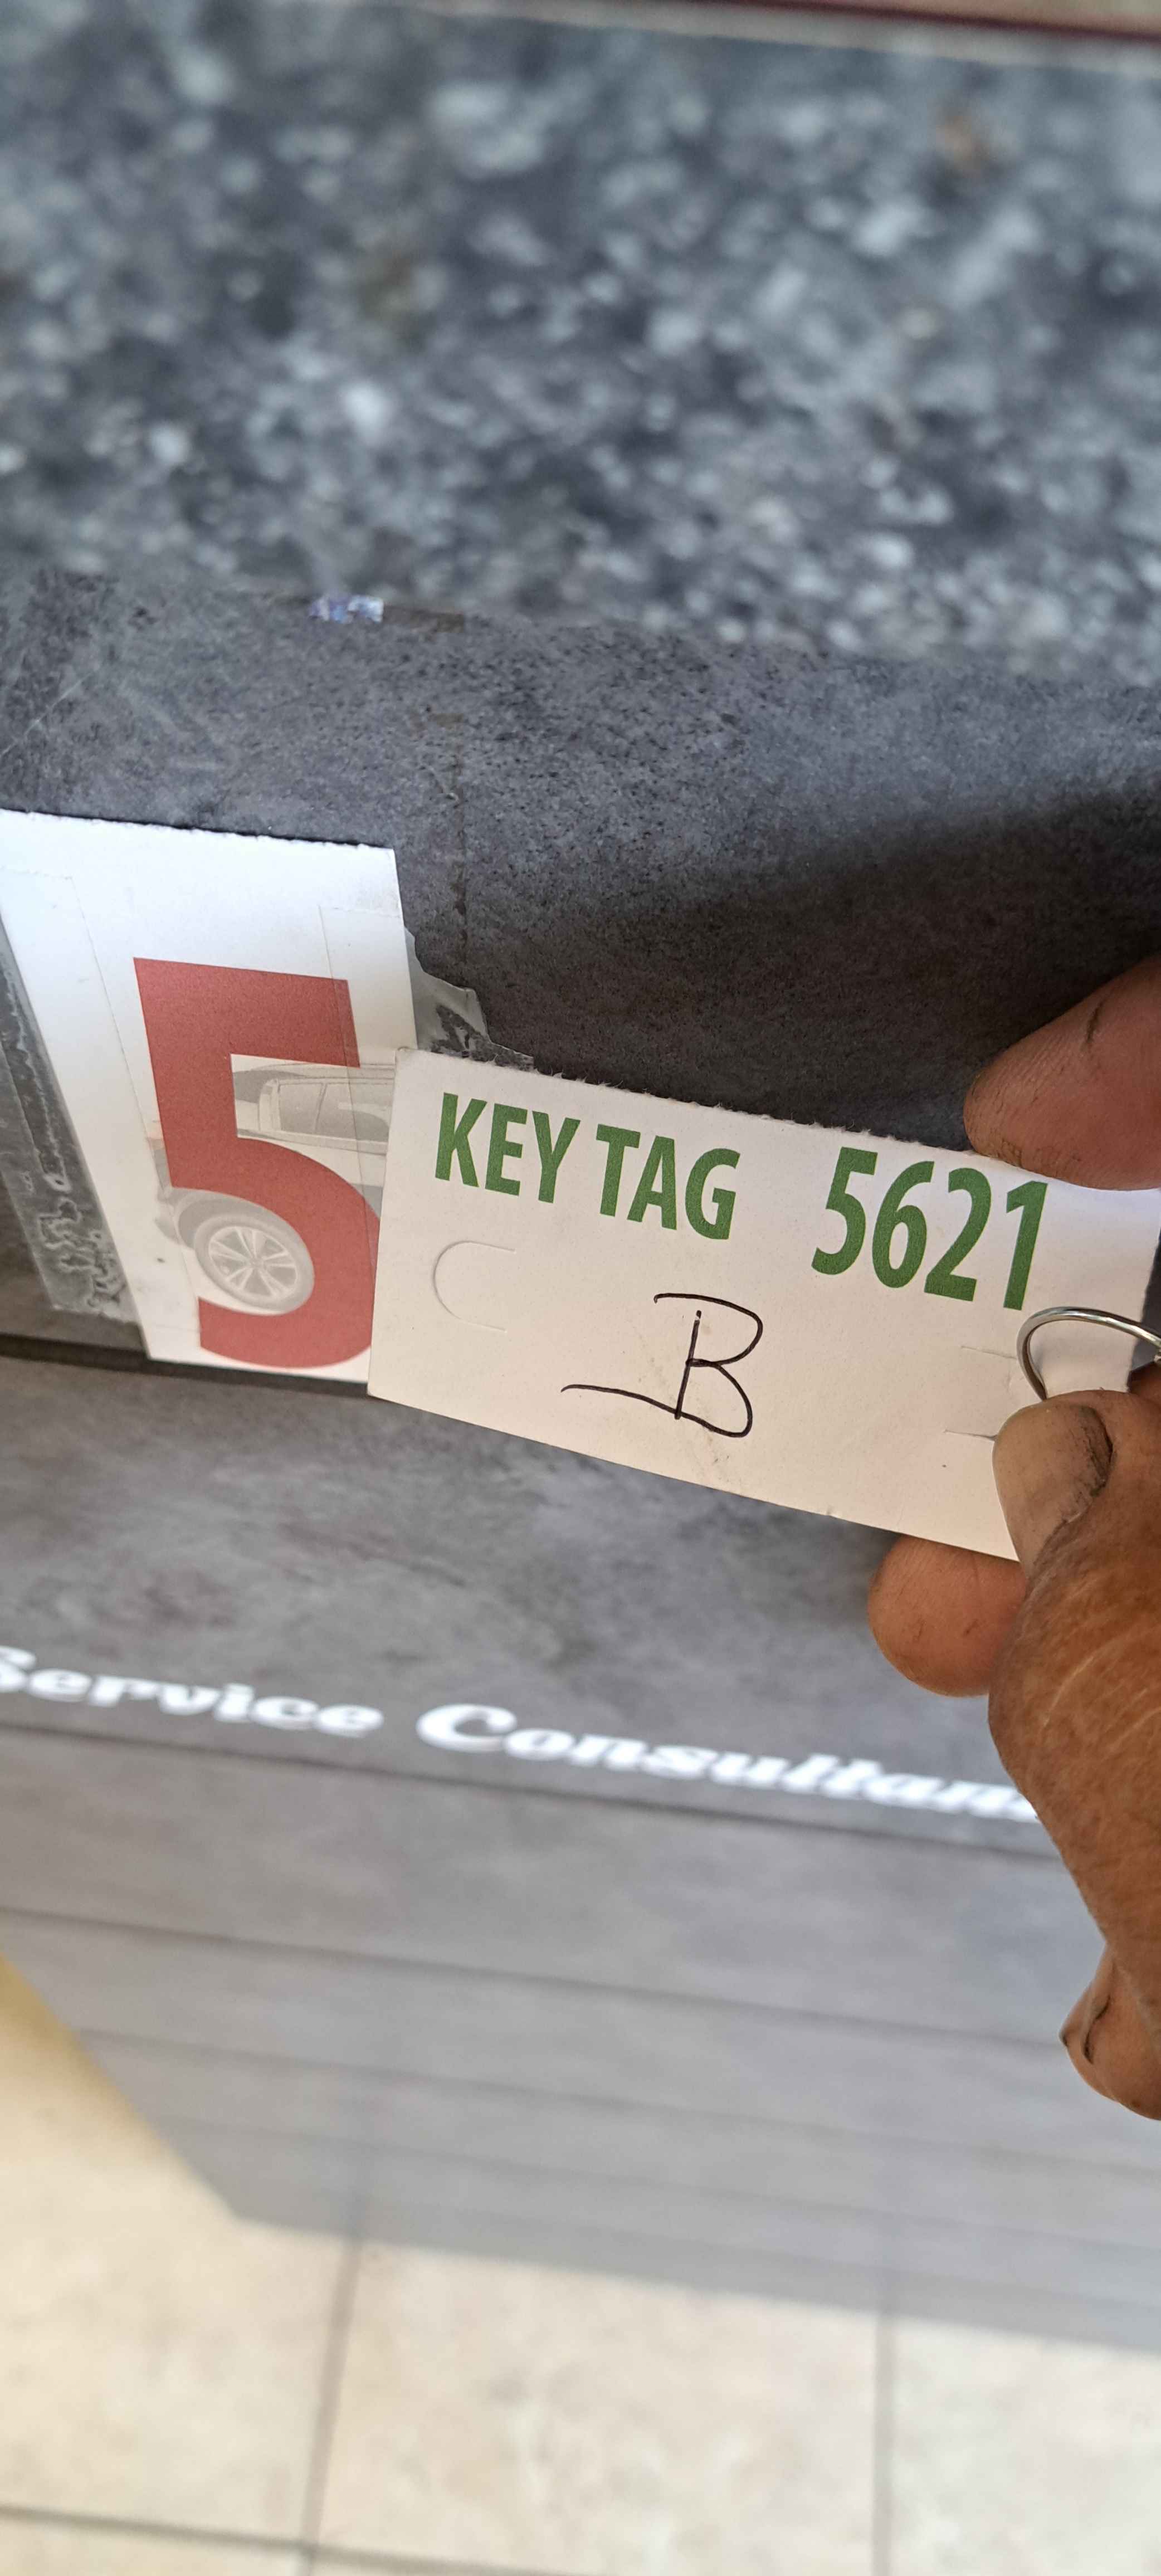 5
KEY TAG 5621
B
Service Consultant